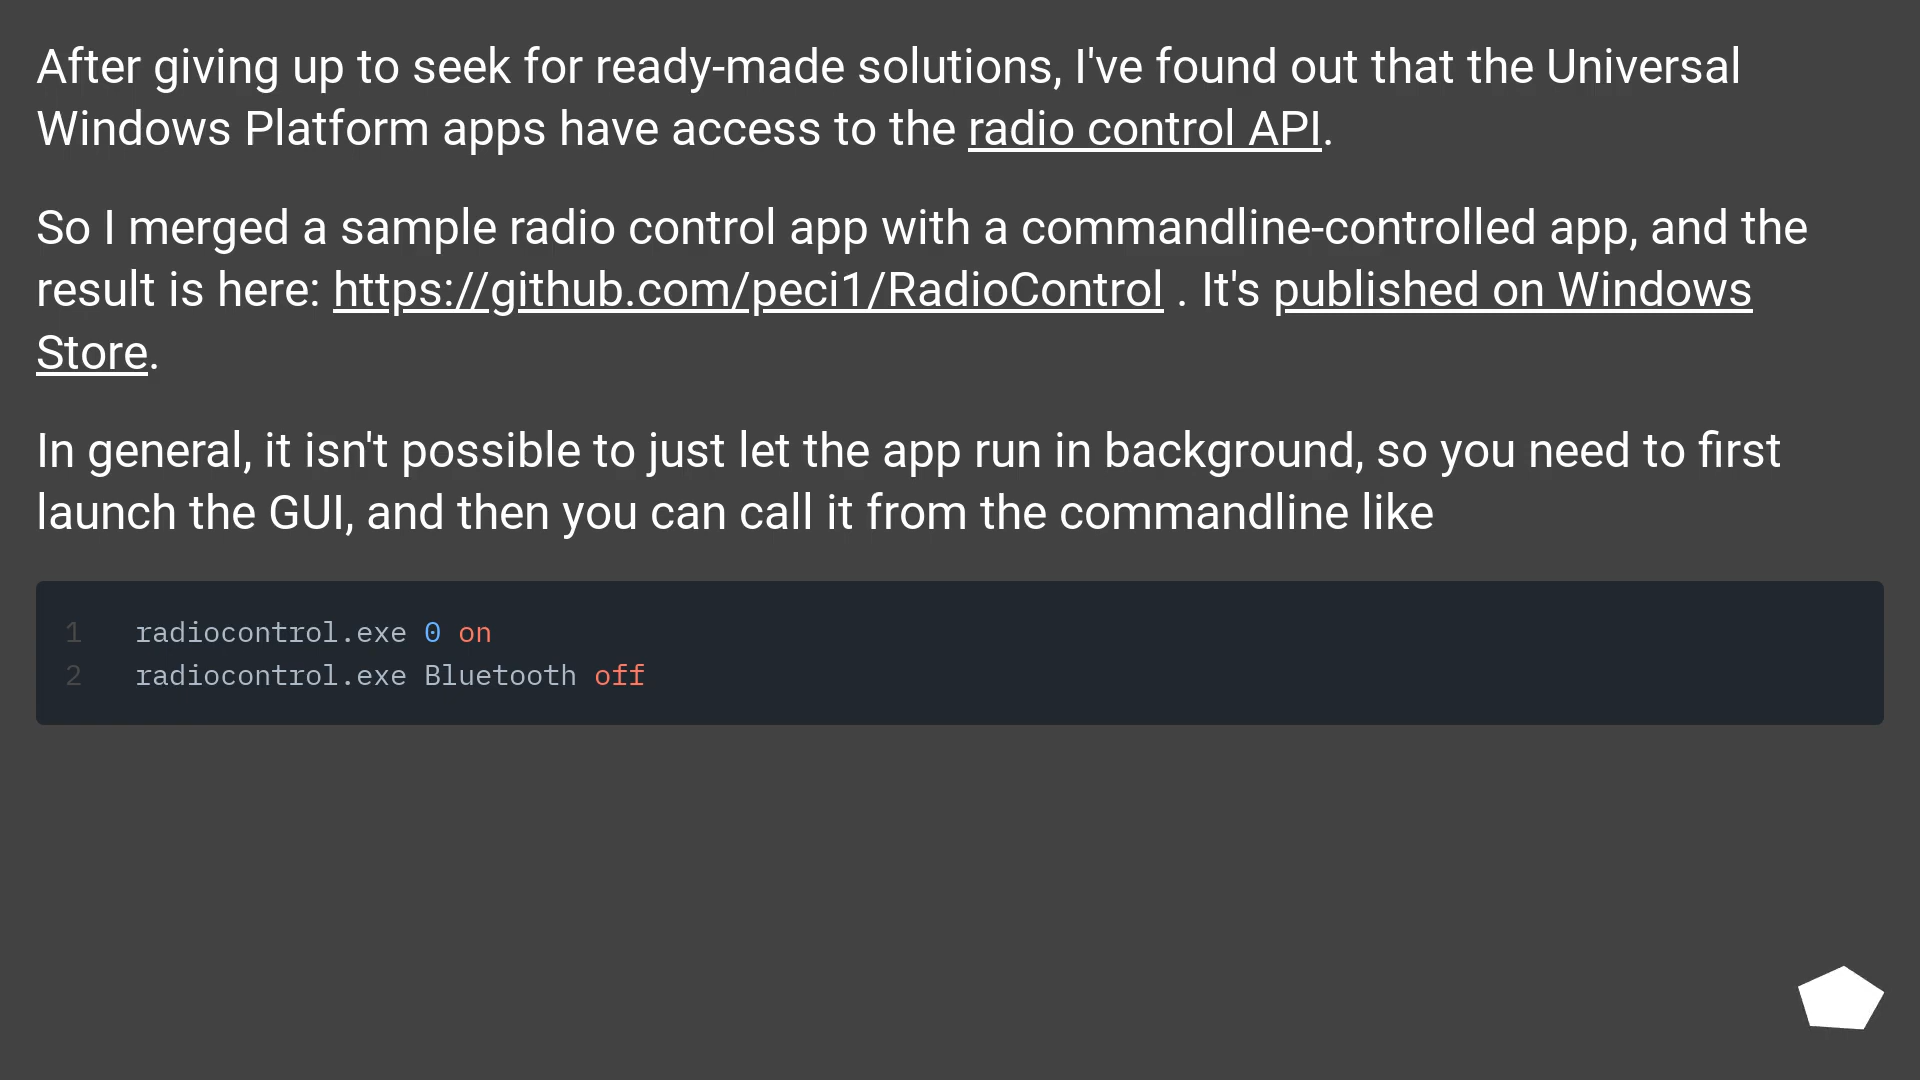 After giving up to seek for ready-made solutions, I've found out that the Universal
Windows Platform apps have access to the radio control API.
So I merged a sample radio control app with a commandline-controlled app, and the
result is here: https://github.com/peci1/RadioControl . It's published on Windows
Store.
In general, it isn't possible to just let the app run in background, so you need to first
launch the GUI, and then you can call it from the commandline like
1 radiocontrol.exe 0 on
2 radiocontrol.exe Bluetooth off